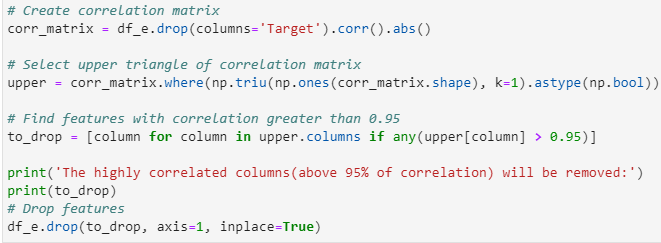 # Create correlation matrix
corr_matrix = df_e.drop(columns='Target').corr().abs()
# Select upper triangle of correlation matrix
upper = corr_matrix.where(np.triu(np.ones(corr_matrix.shape), k=1).astype(np.bool))
# Find features with correlation greater than 0.95
to_drop = [column for column in upper.columns if any(upper[column] > 0.95)]
print('The highly correlated columns(above 95% of correlation) will be removed:')
print(to_drop)
# Drop features
df_e.drop(to_drop, axis=1, inplace=True)